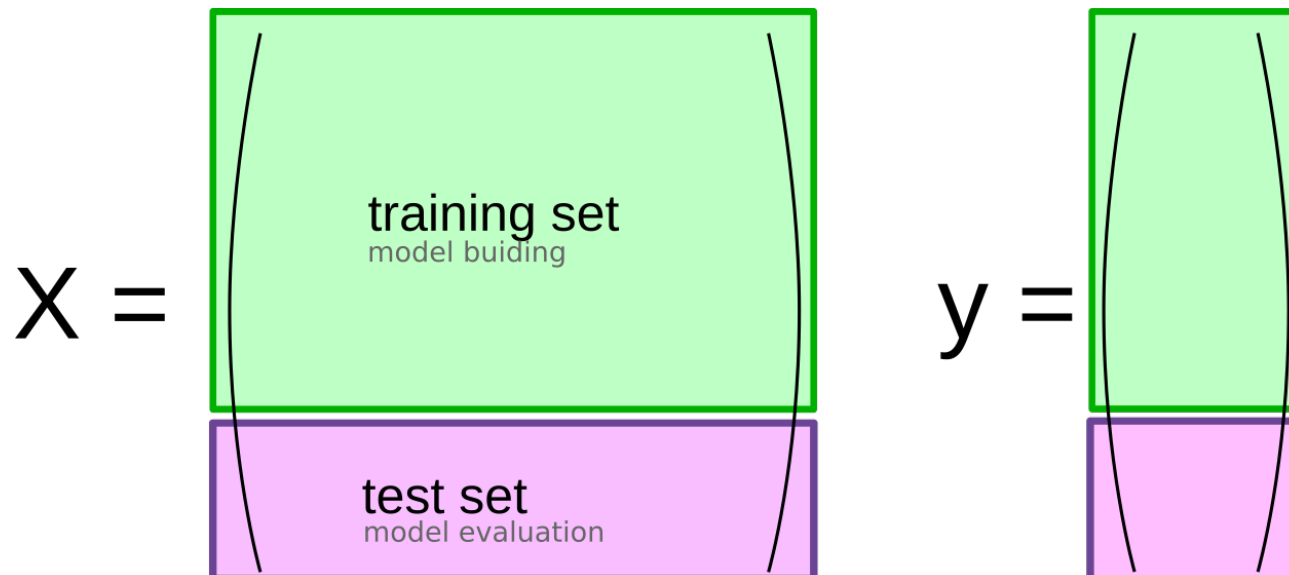 training set
model buiding
X =
y =
test set
model evaluation